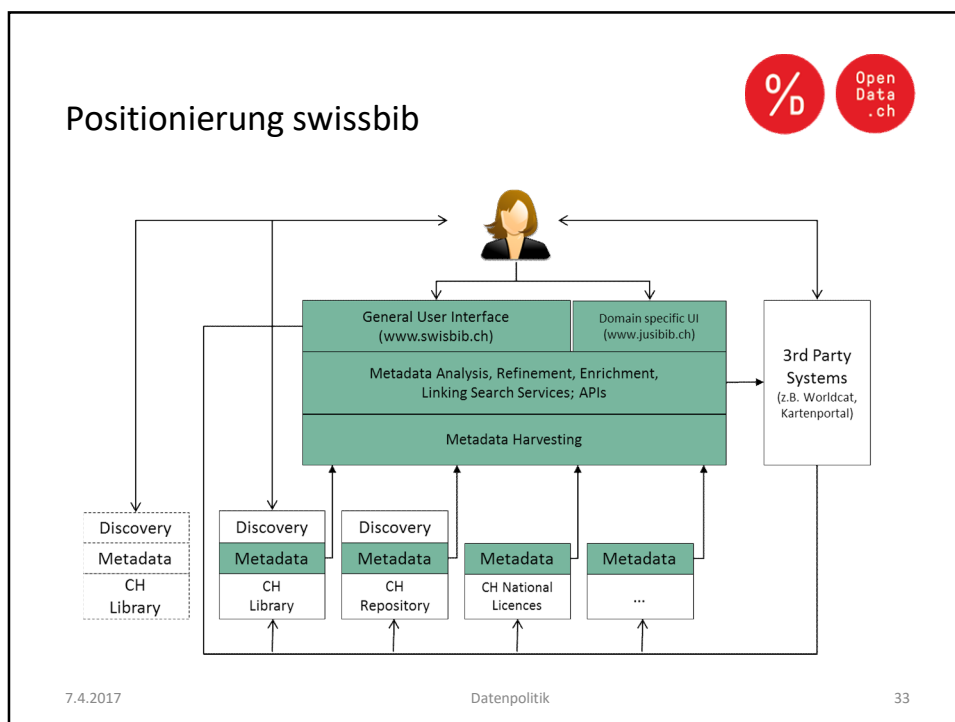 Positionierung swissbib
%D
Open
Data
.ch
General User Interface
(www.swisbib.ch)
Domain specific UI
(www.jusibib.ch)
Metadata Analysis, Refinement, Enrichment,
Linking Search Services; APIs
Metadata Harvesting
3rd Party
Systems
(z.B. Worldcat,
Kartenportal)
Discovery
Metadata
CH
Library
Discovery
Metadata
CH
Library
Discovery
Metadata
CH
Repository
Metadata
CH National
Licences
Metadata
...
7.4.2017
Datenpolitik
33